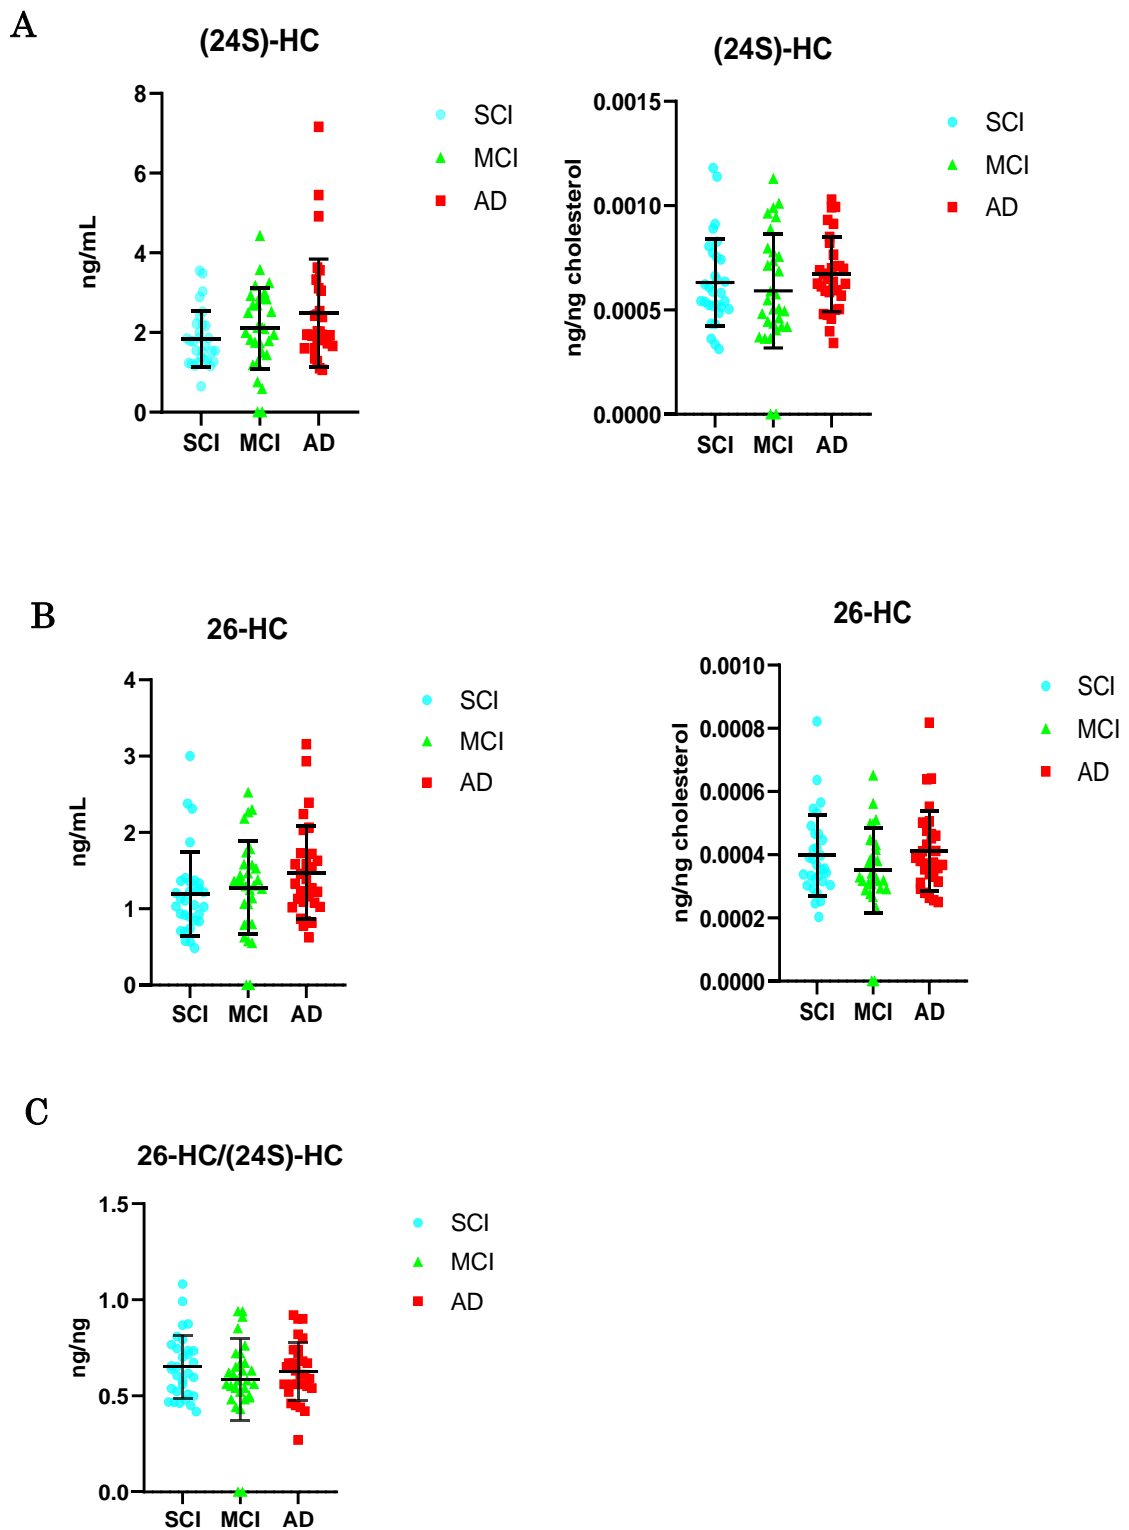 A
(24S)-HC
ng/mL
8
6
4
2
0
SCI MCI AD
SCI
MCI
AD
(24S)-HC
ng/ng cholesterol
0.0015
0.0010
0.0005
0.0000
SCI MCI AD
SCI
MCI
AD
B
26-HC
ng/mL
4
3
2
1
0
SCI MCI AD
SCI
MCI
AD
26-HC
ng/ng cholesterol
0.0010
0.0008
0.0006
0.0004
0.0002
0.0000
SCI MCI AD
SCI
MCI
AD
C
26-HC/(24S)-HC
ng/ng
1.5
1.0
0.5
0.0
SCI MCI AD
SCI
MCI
AD